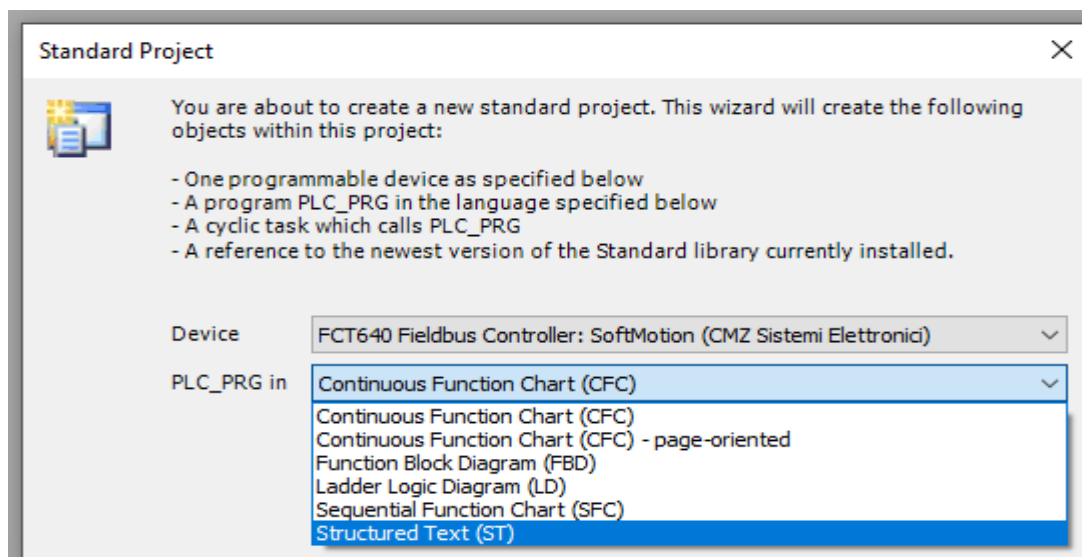 Standard Project
You are about to create a new standard project. This wizard will create the following
objects within this project:
- One programmable device as specified below
- A program PLC_PRG in the language specified below
- A cyclic task which calls PLC_PRG
- A reference to the newest version of the Standard library currently installed.
Device FCT640 Fieldbus Controller: SoftMotion (CMZ Sistemi Elettronici)
PLC_PRG in Continuous Function Chart (CFC)
Continuous Function Chart (CFC)
Continuous Function Chart (CFC) - page-oriented
Function Block Diagram (FBD)
Ladder Logic Diagram (LD)
Sequential Function Chart (SFC)
Structured Text (ST)